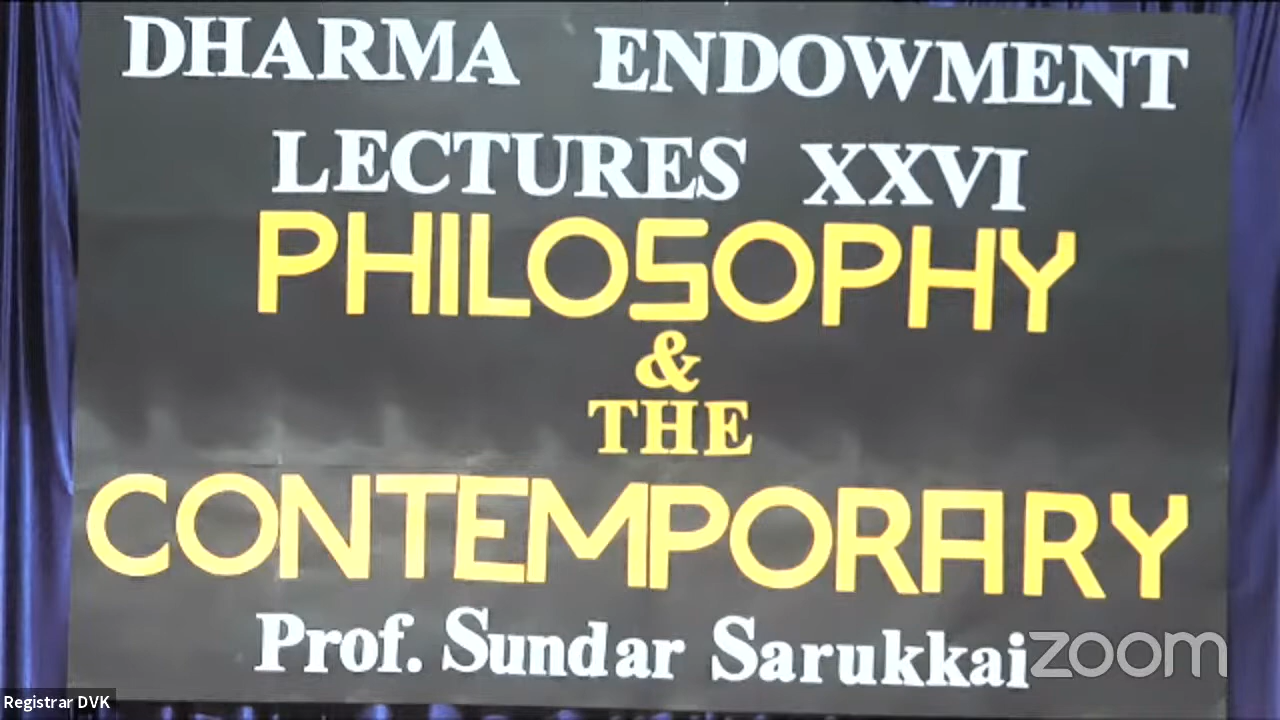 DHARMA ENDOWMENT
LECTURES XXVI
PHILOSOPHY
&
THE
CONTEMPORARY
Prof. Sundar Sarukkai
zoom
Registrar DVK